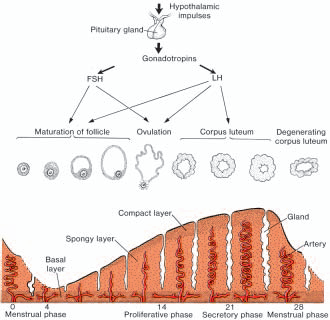 Hypothalamic
impulses
Pituitary gland
Gonadotropins
FSH
LH
Maturation of follicle
Ovulation
Corpus luteum
Degenerating
corpus luteum
Compact layer
Gland
Spongy layer
Artery
Basal
layer
0
4
14
21
28
Menstrual phase
Proliferative phase
Secretory phase
Menstrual phase